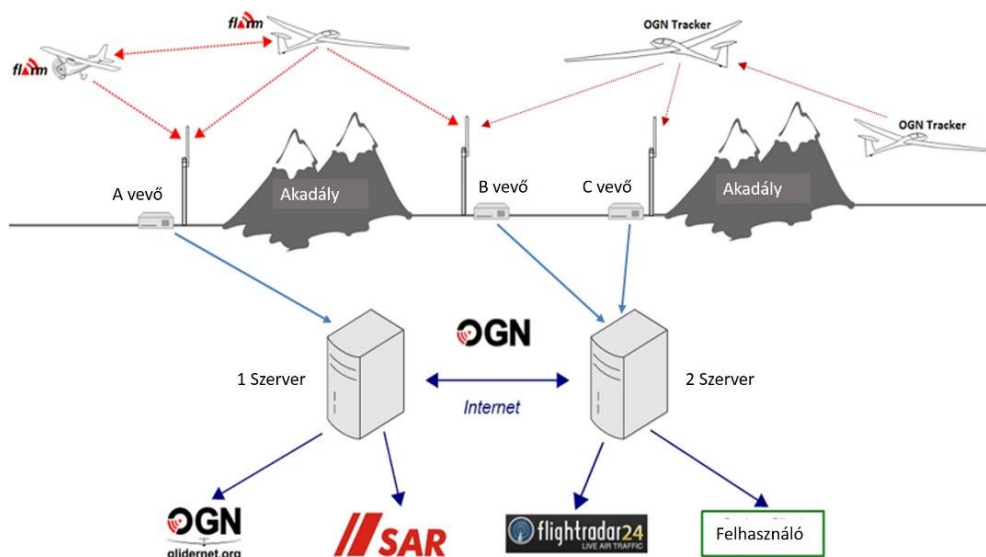 flarm
flarm
OGN Tracker
OGN Tracker
A vevő
Akadály
B vevő
C vevő
Akadály
OGN
1 Szerver
Internet
2 Szerver
OGN
glidernet.org
SAR
flightradar24
LIVE AIR TRAFFIC
Felhasználó